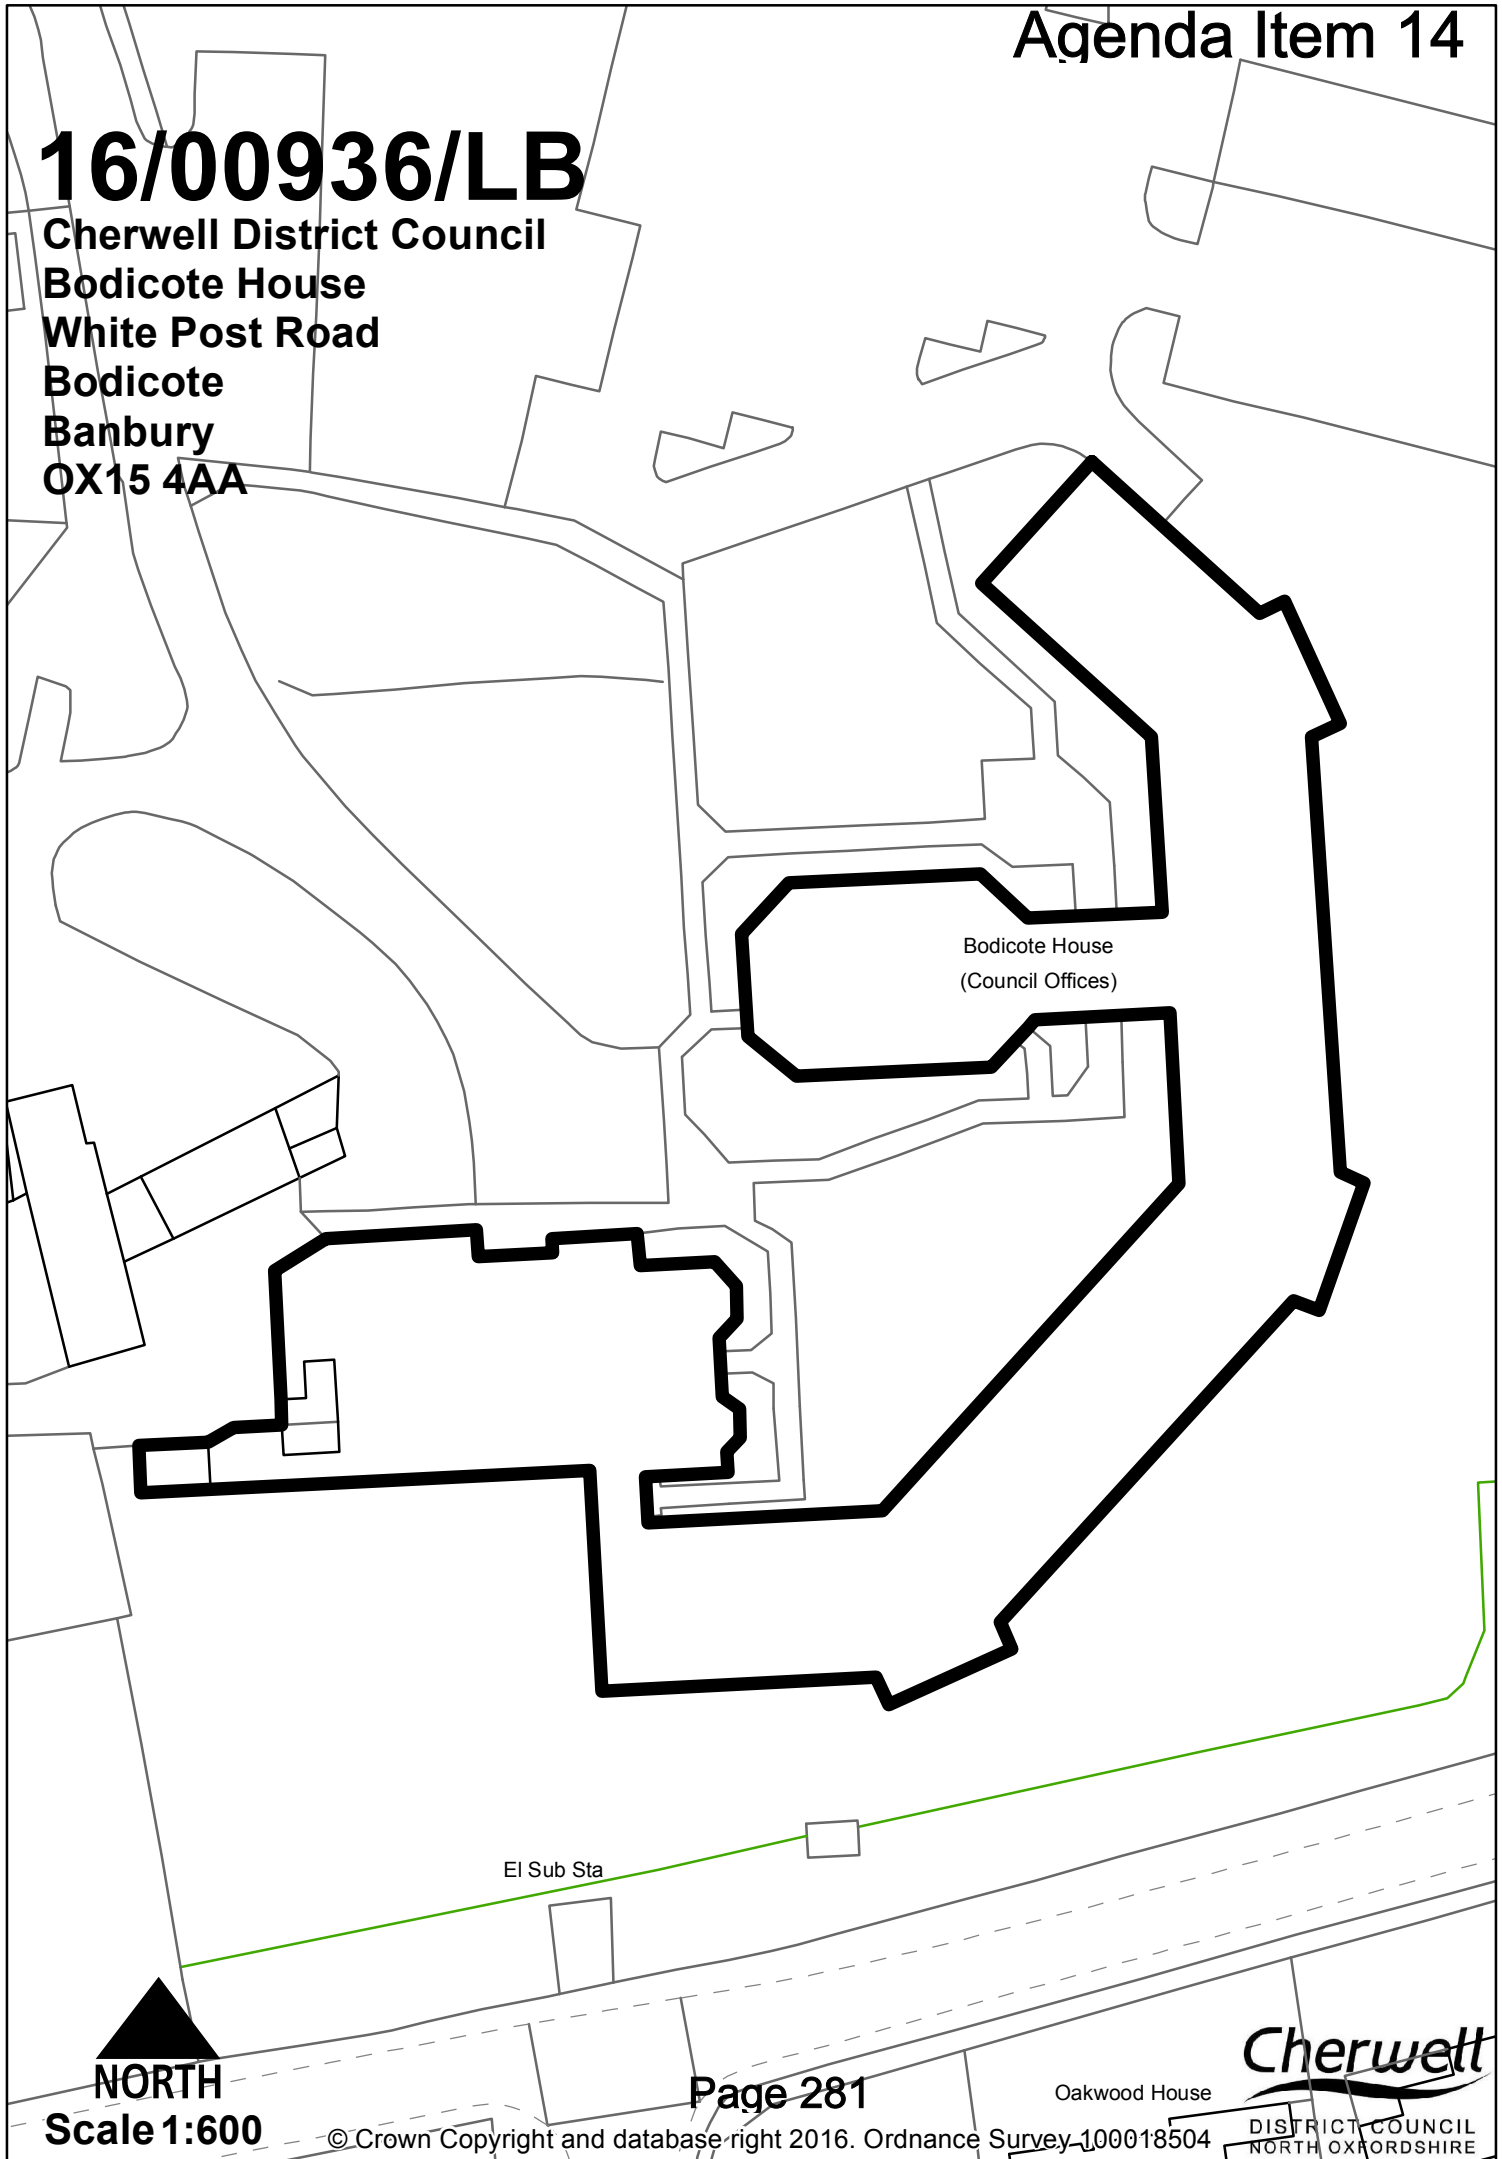 Agenda Item 14
16/00936/LB
Cherwell District Council
Bodicote House
White Post Road
Bodicote
Banbury
OX15 4AA
Bodicote House
(Council Offices)
El Sub Sta
NORTH
Scale 1:600
Page 281
Oakwood House
© Crown Copyright and database right 2016. Ordnance Survey 100018504
Cherwell
DISTRICT COUNCIL
NORTH OXFORDSHIRE